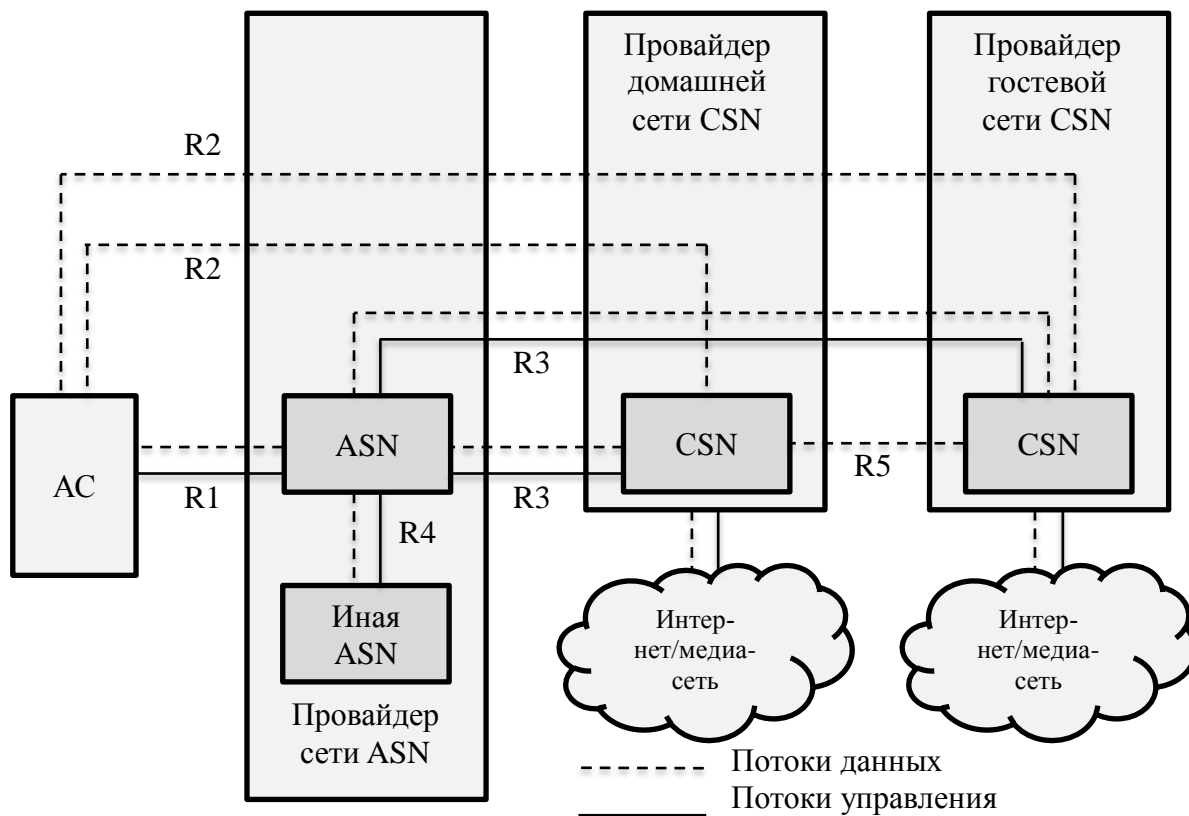 Провайдер
домашней
сети CSN
Провайдер
гостевой
сети CSN
R2
R2
R3
АС
R1
ASN
R3
CSN
R5
CSN
R4
Иная
ASN
Провайдер
сети ASN
Интер-
нет/медиа-
сеть
Интер-
нет/медиа-
сеть
Потоки данных
Потоки управления